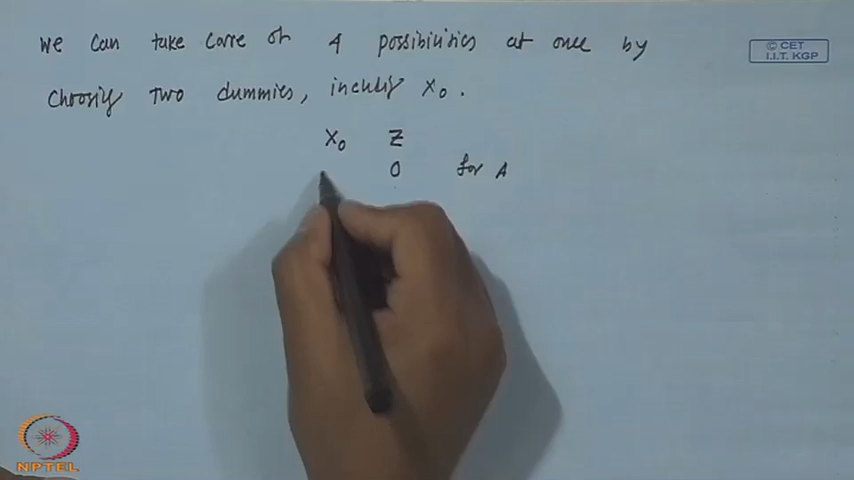 We can take care of 4 possibilities at once by
© CET
I.I.T. KGP
choosing two dummies, including X0.
X0 Z
0 for A
NPTEL